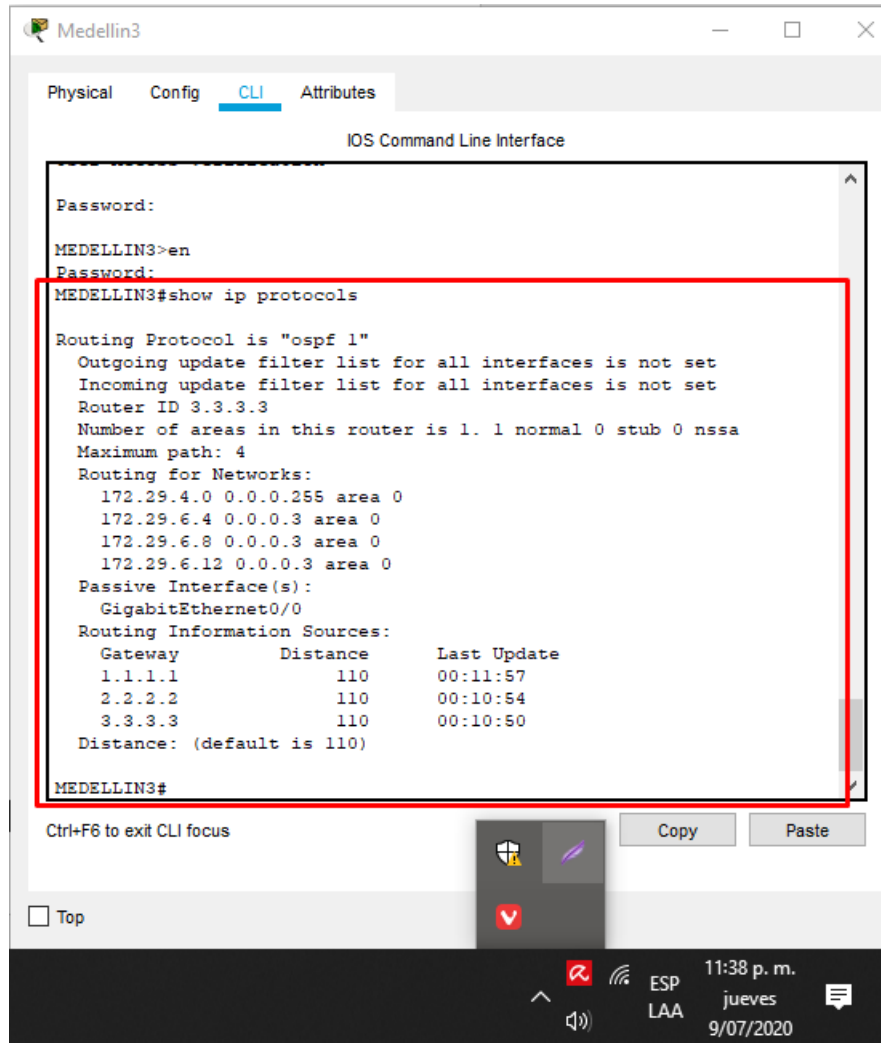 Medellin3
Physical Config CLI Attributes
IOS Command Line Interface
Password:
MEDELLIN3>en
Password:
MEDELLIN3#show ip protocols
Routing Protocol is "ospf 1"
Outgoing update filter list for all interfaces is not set
Incoming update filter list for all interfaces is not set
Router ID 3.3.3.3
Number of areas in this router is 1. 1 normal 0 stub 0 nssa
Maximum path: 4
Routing for Networks:
172.29.4.0 0.0.0.255 area 0
172.29.6.4 0.0.0.3 area 0
172.29.6.8 0.0.0.3 area 0
172.29.6.12 0.0.0.3 area 0
Passive Interface(s):
GigabitEthernet0/0
Routing Information Sources:
Gateway Distance Last Update
1.1.1.1 110 00:11:57
2.2.2.2 110 00:10:54
3.3.3.3 110 00:10:50
Distance: (default is 110)
MEDELLIN3#
Ctrl+F6 to exit CLI focus
Copy Paste
Top
ESP
LAA
11:38 p. m.
jueves
9/07/2020